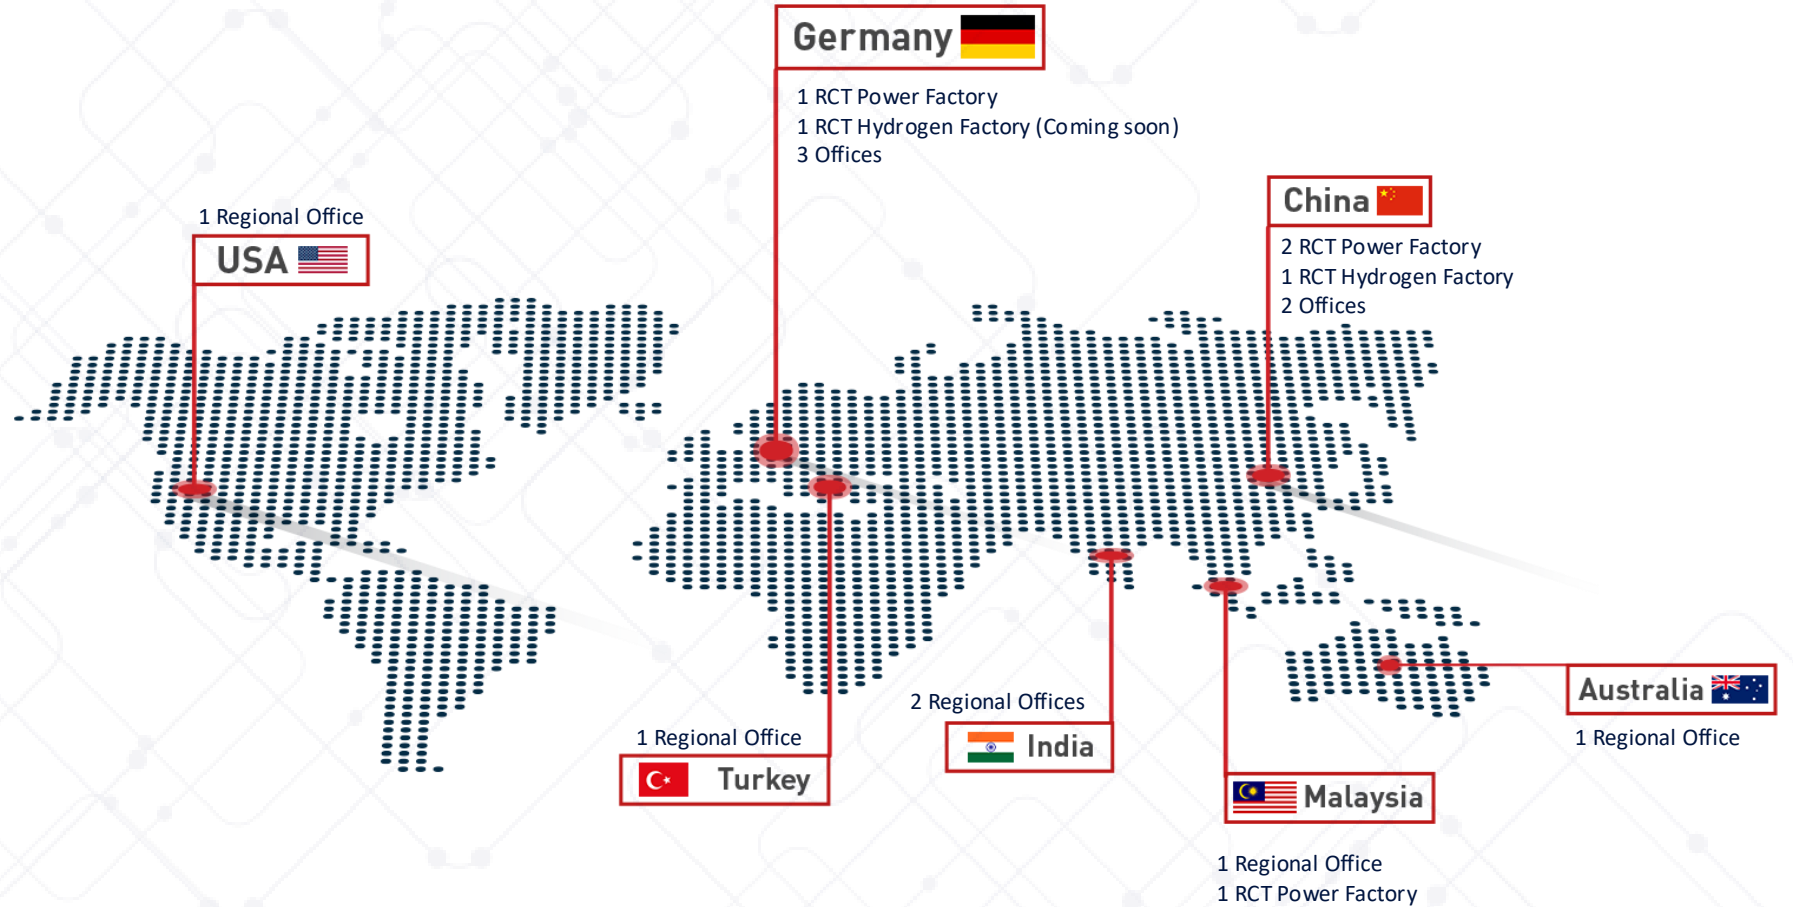 Germany
1 RCT Power Factory
1 RCT Hydrogen Factory (Coming soon)
3 Offices
China
2 RCT Power Factory
1 RCT Hydrogen Factory
2 Offices
1 Regional Office
USA
1 Regional Office
Turkey
2 Regional Offices
India
Australia
1 Regional Office
Malaysia
1 Regional Office
1 RCT Power Factory